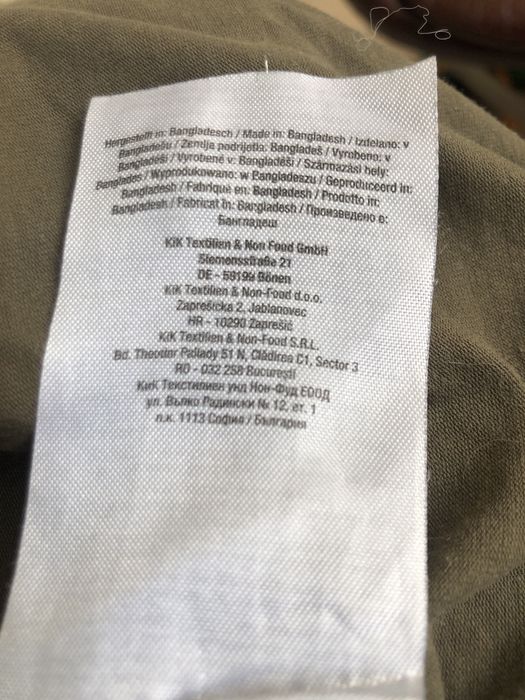 Hergestellt in: Bangladesch / Made in: Bangladesh / Izdelano: v
Bangladešu / Zemlja podrijetla: Bangladeš / Vyrobeno: v
Bangladéši / Vyrobené v: Bangladéši / Származási hely:
Banglades / Wyprodukowano: w Bangladeszu / Geproduceerd in:
Bangladesh / Fabriqué en: Bangladesh / Prodotto in:
Bangladesh / Fabricat în: Bangladesh / Произведено в:
Бангладеш
KiK Textilien & Non Food GmbH
Siemensstraße 21
DE - 59199 Bönen
KiK Textilien & Non-Food d.o.o.
Zaprešićka 2, Jablanovec
HR - 10290 Zaprešić
KiK Textilien & Non-Food S.R.L.
Bd. Theodor Pallady 51 N, Clădirea C1, Sector 3
RO - 032 258 București
КиК Текстилиен унд Нон-Фуд ЕООД
ул. Вълко Радински № 12, ет. 1
п.к. 1113 София / България